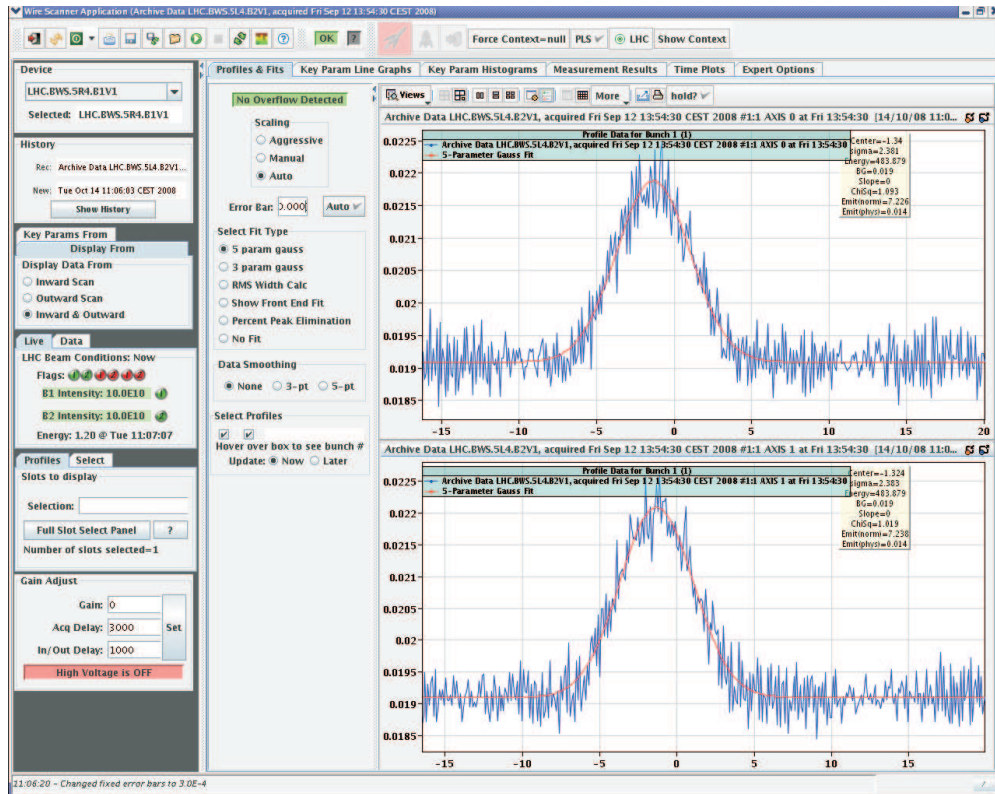 Wire Scanner Application (Archive Data LHC.BWS.5L4.B2V1, acquired Fri Sep 12 13:54:30 CEST 2008)
OK ? Force Context=null PLS LHC Show Context
Device
LHC.BWS.5R4.B1V1
Selected: LHC.BWS.5R4.B1V1
History
Rec: Archive Data LHC.BWS.5L4.B2V1...
New: Tue Oct 14 11:06:03 CEST 2008
Show History
Key Params From
Display From
Display Data From
Inward Scan
Outward Scan
Inward & Outward
Live Data
LHC Beam Conditions: Now
Flags:
B1 Intensity: 10.0E10
B2 Intensity: 10.0E10
Energy: 1.20 @ Tue 11:07:07
Profiles Select
Slots to display
Selection:
Full Slot Select Panel ?
Number of slots selected=1
Gain Adjust
Gain: 0
Acq Delay: 3000 Set
In/Out Delay: 1000
High Voltage is OFF
Profiles & Fits Key Param Line Graphs Key Param Histograms Measurement Results Time Plots Expert Options
No Overflow Detected
Scaling
Aggressive
Manual
Auto
Error Bar: 0.000 Auto
Select Fit Type
5 param gauss
3 param gauss
RMS Width Calc
Show Front End Fit
Percent Peak Elimination
No Fit
Data Smoothing
None 3-pt 5-pt
Select Profiles
Hover over box to see bunch #
Update: Now Later
Views More hold?
Archive Data LHC.BWS.5L4.B2V1, acquired Fri Sep 12 13:54:30 CEST 2008 #1:1 AXIS 0 at Fri 13:54:30 [14/10/08 11:0...
Profile Data for Bunch 1 (1)
Archive Data LHC.BWS.5L4.B2V1, acquired Fri Sep 12 13:54:30 CEST 2008 #1:1 AXIS 0 at Fri 13:54:30
5-Parameter Gauss Fit
Center=-1.34
sigma=2.381
Energy=483.879
BG=0.019
Slope=0
ChiSq=1.093
Emit(norm)=7.226
Emit(phys)=0.014
0.0225
0.022
0.0215
0.021
0.0205
0.02
0.0195
0.019
0.0185
-15 -10 -5 0 5 10 15 20
Archive Data LHC.BWS.5L4.B2V1, acquired Fri Sep 12 13:54:30 CEST 2008 #1:1 AXIS 1 at Fri 13:54:30 [14/10/08 11:0...
Profile Data for Bunch 1 (1)
Archive Data LHC.BWS.5L4.B2V1, acquired Fri Sep 12 13:54:30 CEST 2008 #1:1 AXIS 1 at Fri 13:54:30
5-Parameter Gauss Fit
Center=-1.324
sigma=2.383
Energy=483.879
BG=0.019
Slope=0
ChiSq=1.019
Emit(norm)=7.238
Emit(phys)=0.014
0.0225
0.022
0.0215
0.021
0.0205
0.02
0.0195
0.019
0.0185
-15 -10 -5 0 5 10 15
11:06:20 - Changed fixed error bars to 3.0E-4